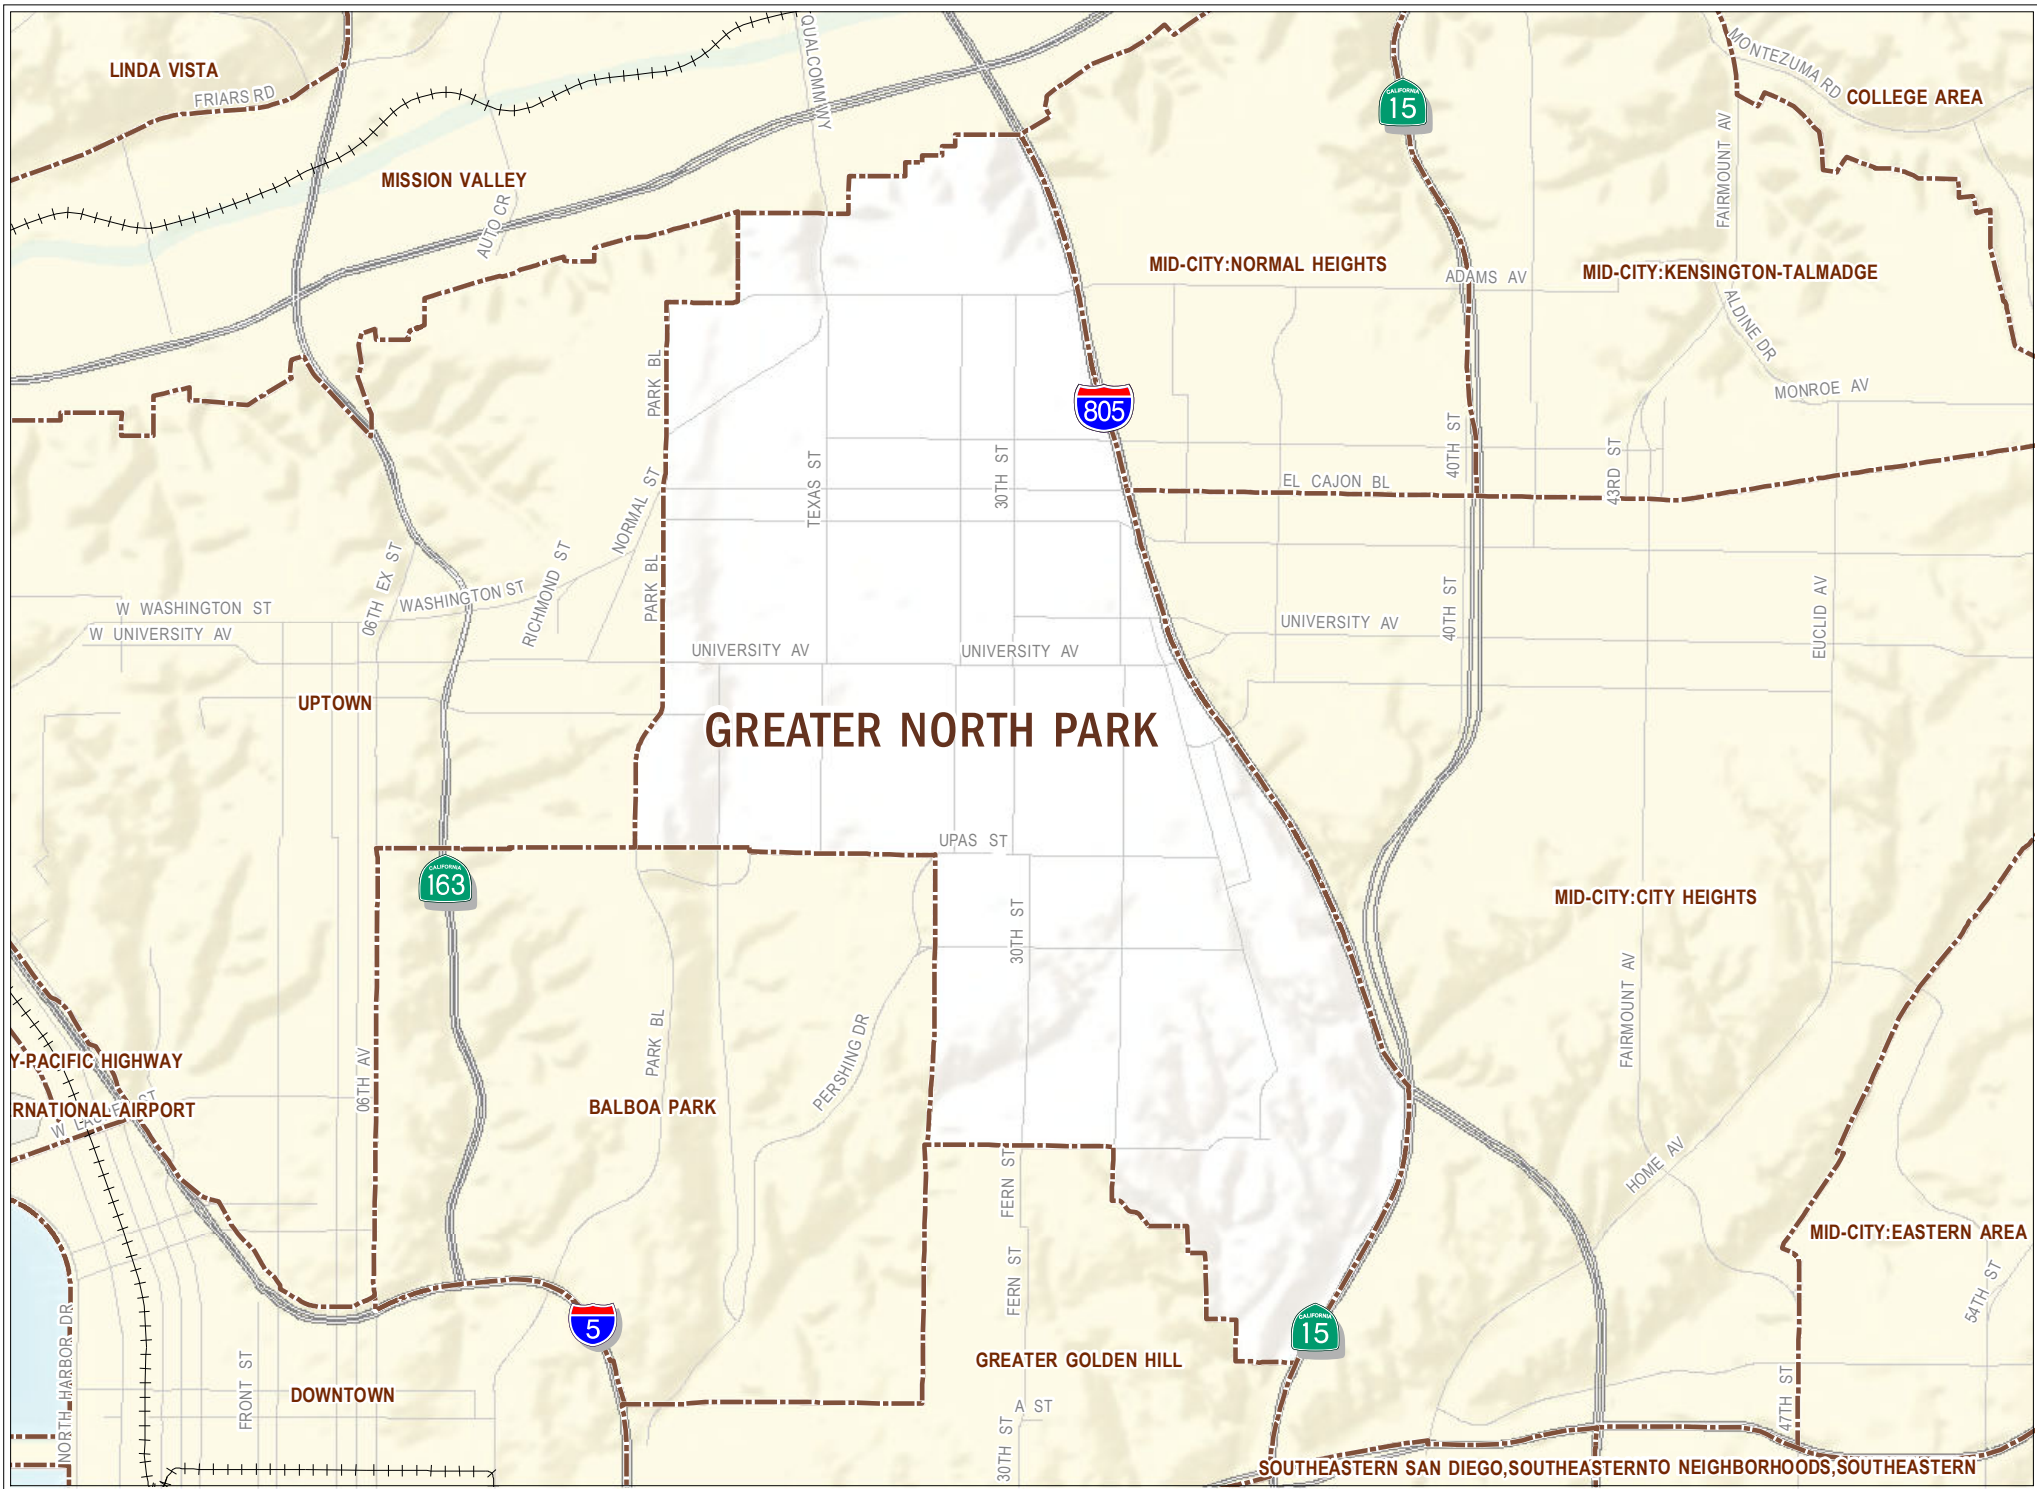 QUALCOMMWY
MONTEZUMA RD
LINDA VISTA
FRIARS RD
CALIFORNIA
15
COLLEGE AREA
FAIRMOUNT AV
MISSION VALLEY
AUTO CR
MID-CITY:NORMAL HEIGHTS
ADAMS AV
MID-CITY:KENSINGTON-TALMADGE
ALDINE DR
PARK BL
805
MONROE AV
NORMAL ST
TEXAS ST
30TH ST
40TH ST
43RD ST
EL CAJON BL
06TH EX ST
RICHMOND ST
PARK BL
W WASHINGTON ST
WASHINGTON ST
W UNIVERSITY AV
40TH ST
EUCLID AV
UNIVERSITY AV
UNIVERSITY AV
UNIVERSITY AV
UPTOWN
GREATER NORTH PARK
UPAS ST
CALIFORNIA
163
MID-CITY:CITY HEIGHTS
30TH ST
FAIRMOUNT AV
Y-PACIFIC HIGHWAY
06TH AV
PARK BL
PERSHING DR
RNATIONAL AIRPORT
BALBOA PARK
HOME AV
FERN ST
MID-CITY:EASTERN AREA
FERN ST
54TH ST
NORTH HARBOR DR
5
CALIFORNIA
15
GREATER GOLDEN HILL
FRONT ST
DOWNTOWN
A ST
47TH ST
30TH ST
SOUTHEASTERN SAN DIEGO,SOUTHEASTERNTO NEIGHBORHOODS,SOUTHEASTERN